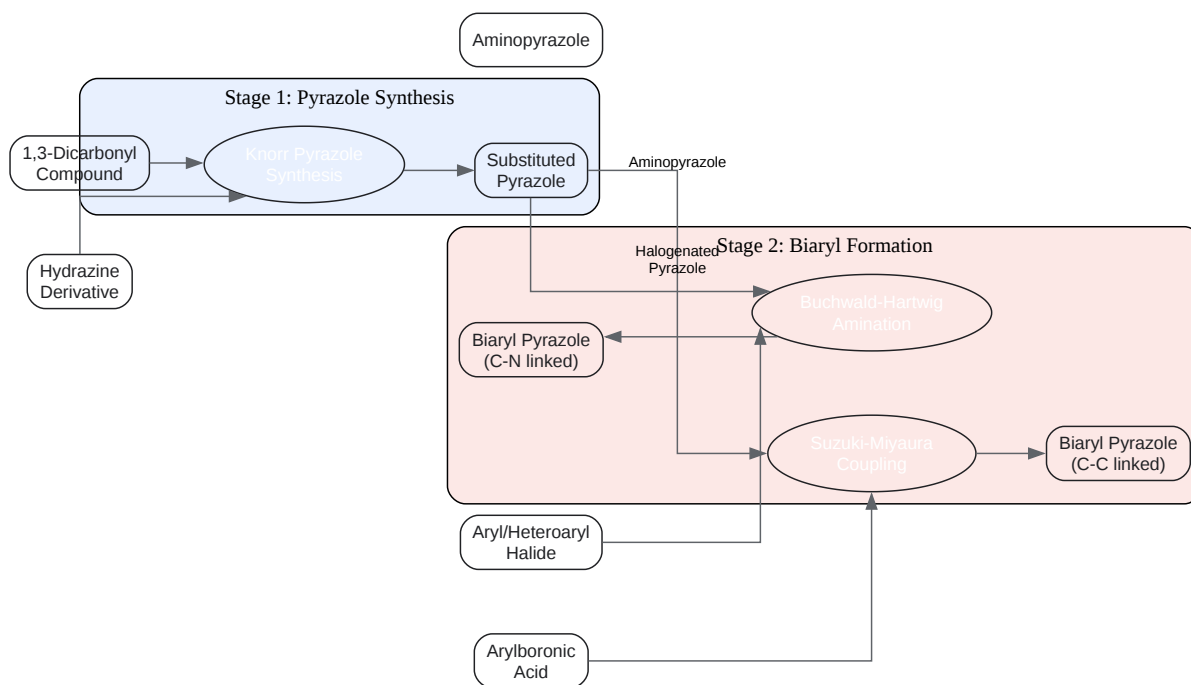 Aminopyrazole
Stage 1: Pyrazole Synthesis
1,3-Dicarbonyl
Compound
Knorr Pyrazole
Synthesis
Substituted
Pyrazole
Aminopyrazole
Hydrazine
Derivative
Stage 2: Biaryl Formation
Halogenated
Pyrazole
Buchwald-Hartwig
Amination
Biaryl Pyrazole
(C-N linked)
Suzuki-Miyaura
Coupling
Biaryl Pyrazole
(C-C linked)
Aryl/Heteroaryl
Halide
Arylboronic
Acid